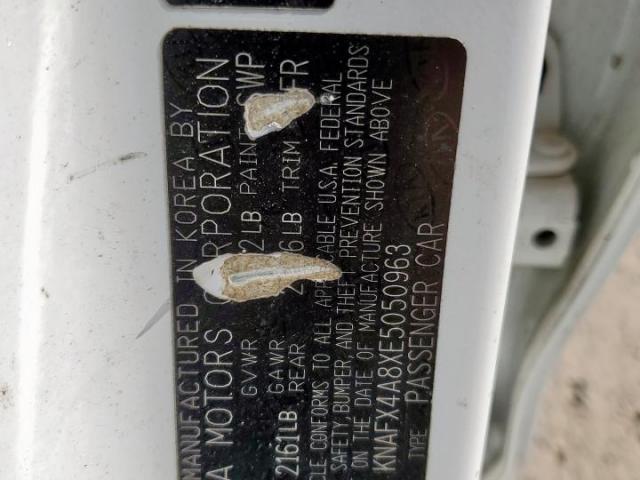 MANUFACTURED IN KOREA BY
A MOTORS CORPORATION
GVWR 2LB PAINT WP
2161LB GAWR REAR 2 6LB TRIM FR
CLE CONFORMS TO ALL APPLICABLE U.S.A. FEDERAL
SAFETY, BUMPER AND THEFT PREVENTION STANDARDS
ON THE DATE OF MANUFACTURE SHOWN ABOVE
KNAFX4A8XE5050963
TYPE PASSENGER CAR